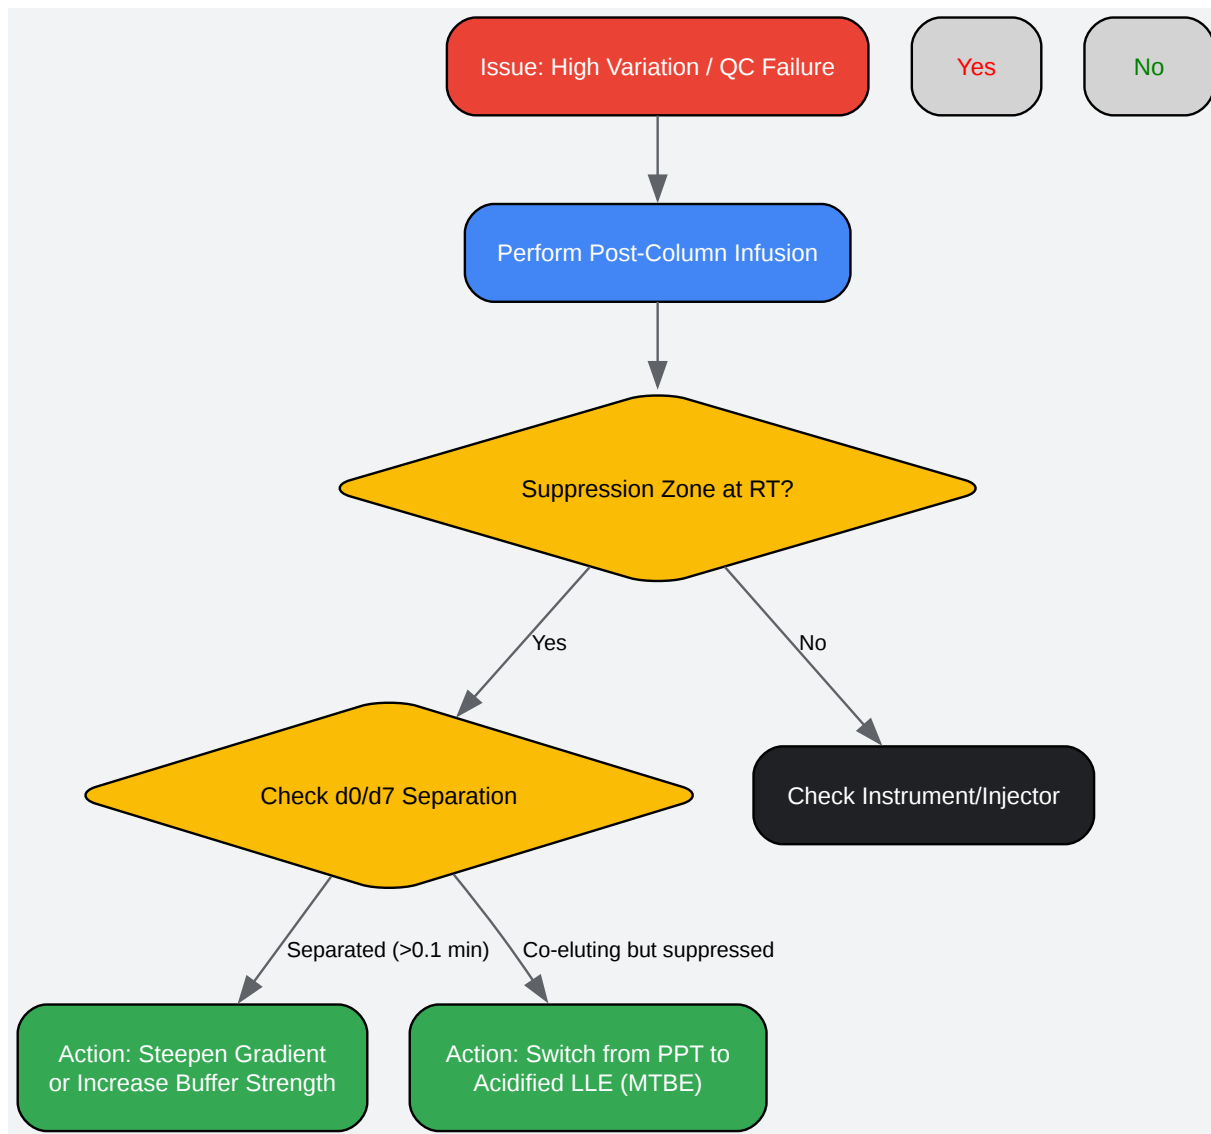 Issue: High Variation / QC Failure
Yes
No
Perform Post-Column Infusion
Suppression Zone at RT?
Yes
No
Check d0/d7 Separation
Check Instrument/Injector
Separated (>0.1 min)
Co-eluting but suppressed
Action: Steepen Gradient
or Increase Buffer Strength
Action: Switch from PPT to
Acidified LLE (MTBE)